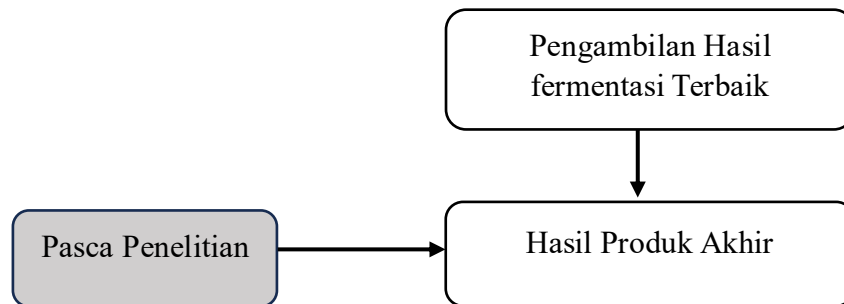 Pengambilan Hasil
fermentasi Terbaik
Pasca Penelitian
Hasil Produk Akhir